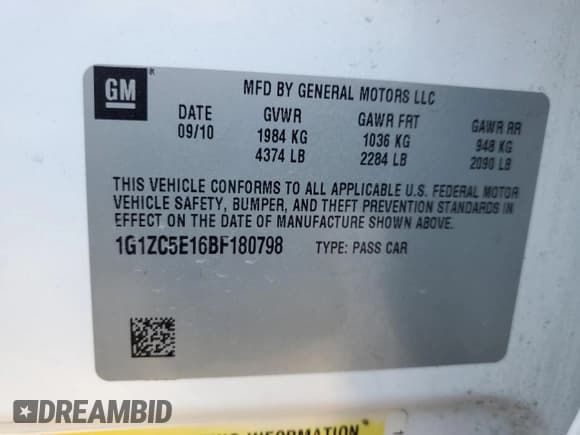 GM ®
MFD BY GENERAL MOTORS LLC
DATE GVWR GAWR FRT GAWR RR
09/10 1984 KG 1036 KG 948 KG
4374 LB 2284 LB 2090 LB
THIS VEHICLE CONFORMS TO ALL APPLICABLE U.S. FEDERAL MOTOR
VEHICLE SAFETY, BUMPER, AND THEFT PREVENTION STANDARDS IN
EFFECT ON THE DATE OF MANUFACTURE SHOWN ABOVE.
1G1ZC5E16BF180798 TYPE: PASS CAR
DREAMBID
INFORMATION